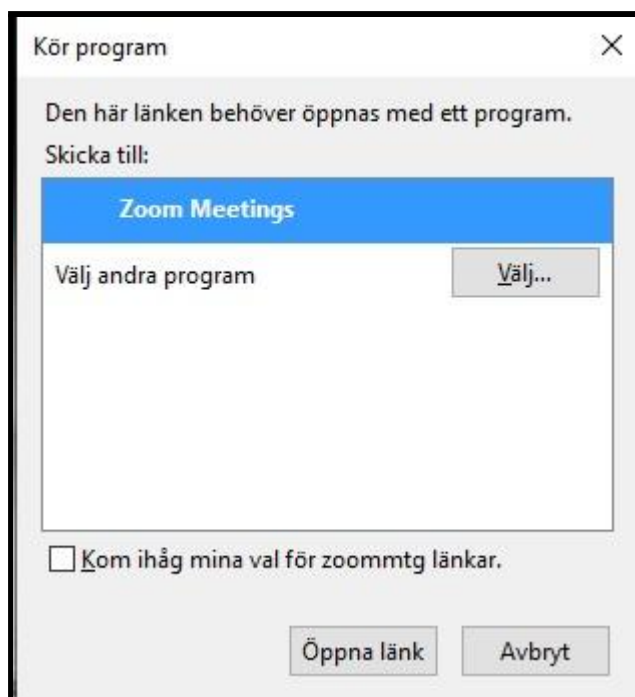 Kör program
Den här länken behöver öppnas med ett program.
Skicka till:
Zoom Meetings
Välj andra program
Välj...
Kom ihåg mina val för zoommtg länkar.
Öppna länk
Avbryt